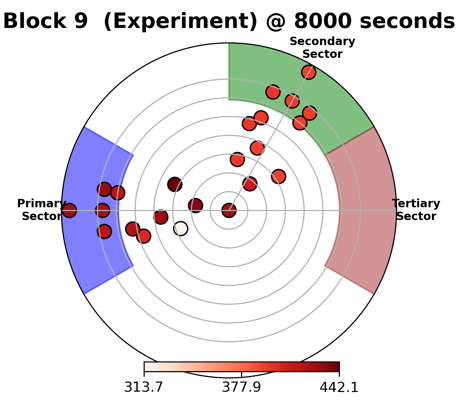 Block 9  (Experiment) @ 8000 seconds
Secondary
Sector
Primary
Sector
Tertiary
Sector
313.7 377.9 442.1